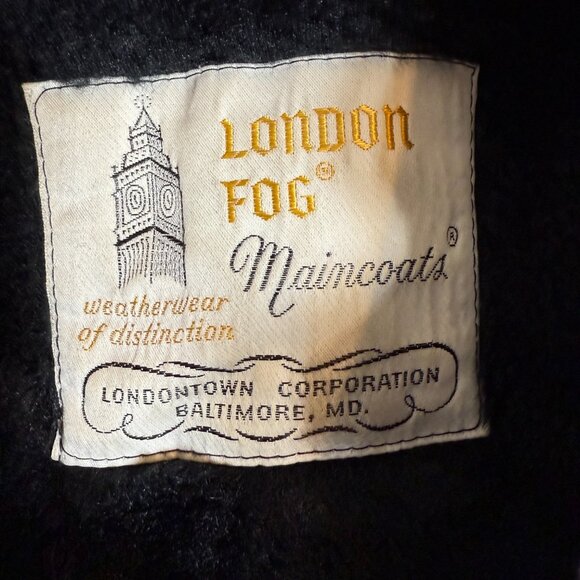 LONDON
FOG®
Maincoats®
weatherwear
of distinction
LONDONTOWN CORPORATION
BALTIMORE, MD.